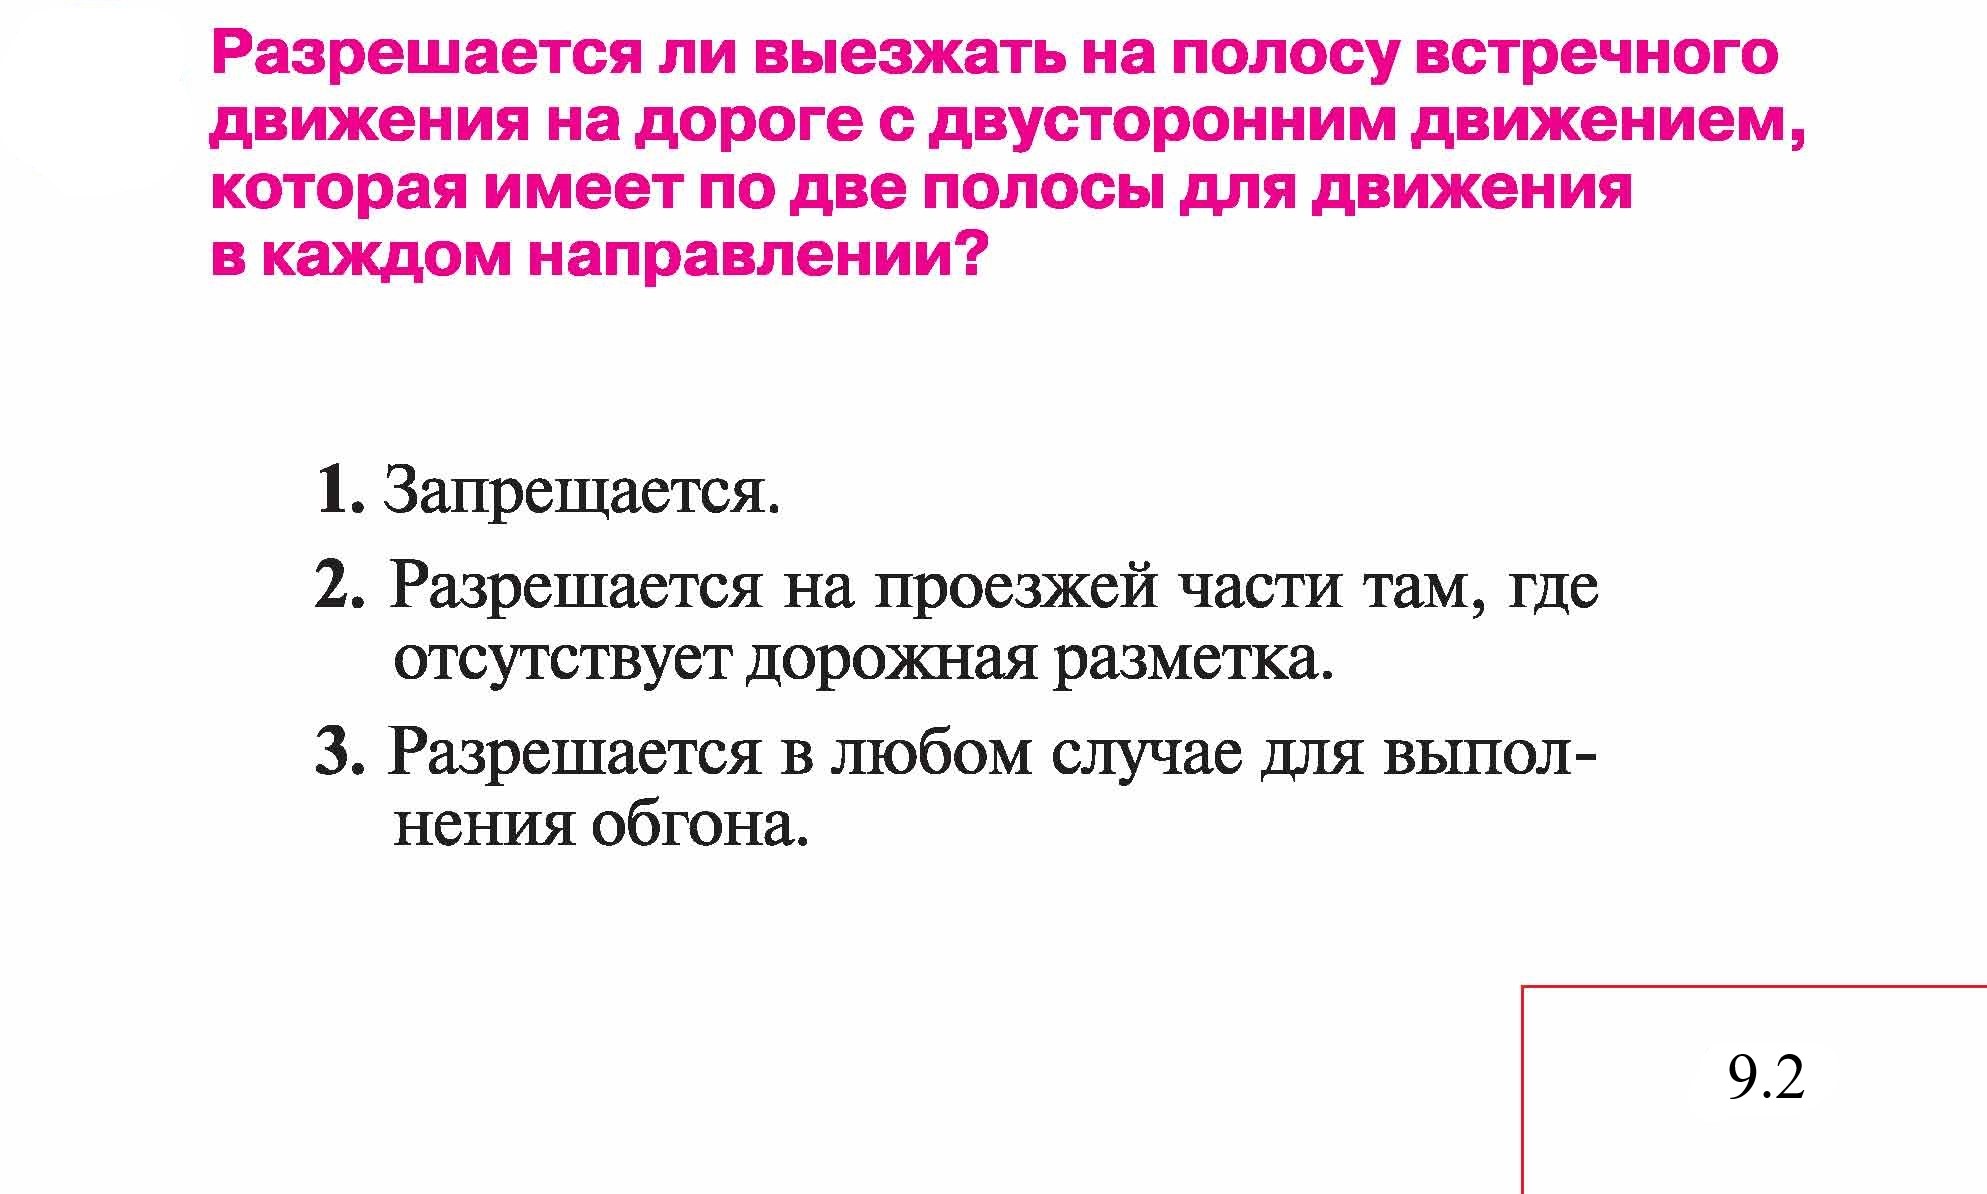 Разрешается ли выезжать на полосу встречного
движения на дороге с двусторонним движением,
которая имеет по две полосы для движения
в каждом направлении?
1. Запрещается.
2. Разрешается на проезжей части там, где
отсутствует дорожная разметка.
3. Разрешается в любом случае для выпол-
нения обгона.
9.2